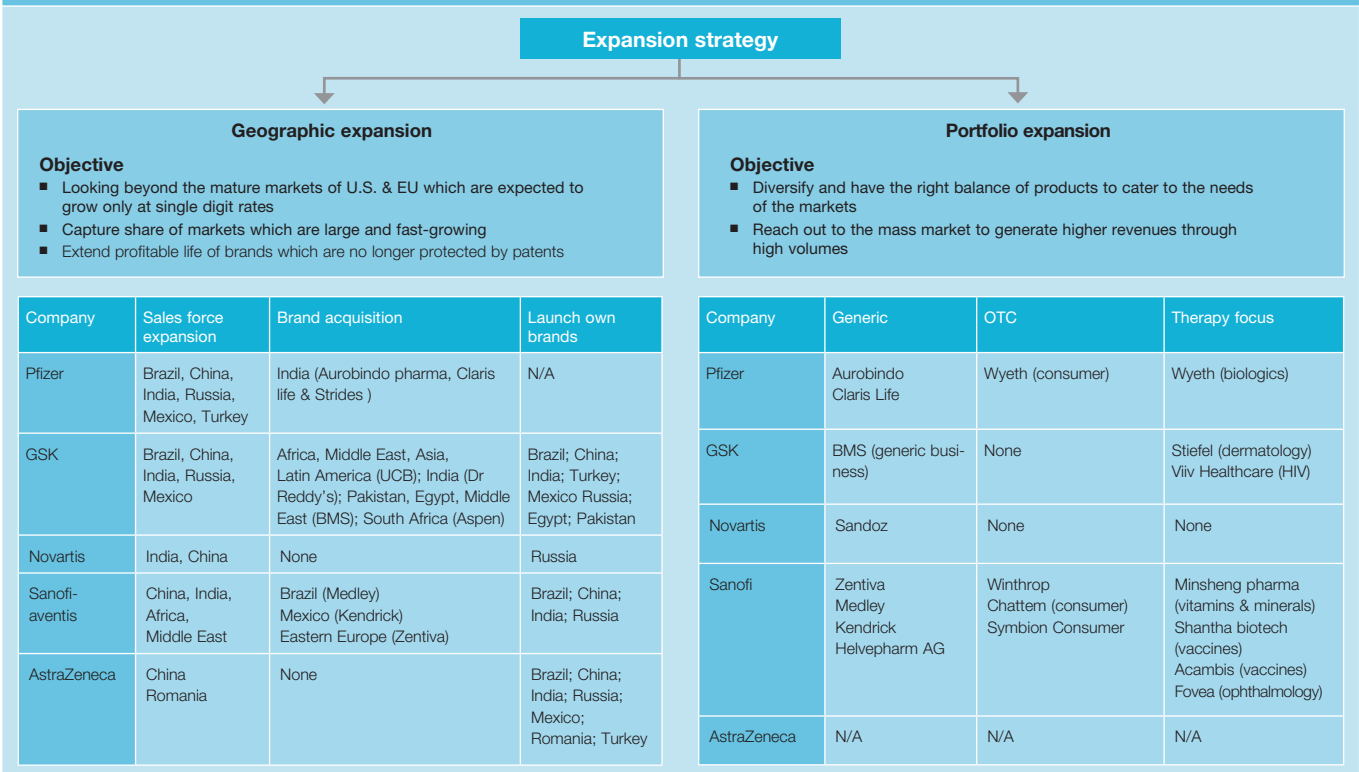 Expansion strategy
Geographic expansion
Objective
■ Looking beyond the mature markets of U.S. & EU which are expected to
grow only at single digit rates
■ Capture share of markets which are large and fast-growing
■ Extend profitable life of brands which are no longer protected by patents
Portfolio expansion
Objective
■ Diversify and have the right balance of products to cater to the needs
of the markets
■ Reach out to the mass market to generate higher revenues through
high volumes
Company
Sales force
expansion
Brand acquisition
Launch own
brands
Pfizer
Brazil, China,
India, Russia,
Mexico, Turkey
India (Aurobindo pharma, Claris
life & Strides )
N/A
GSK
Brazil, China,
India, Russia,
Mexico
Africa, Middle East, Asia,
Latin America (UCB); India (Dr
Reddy's); Pakistan, Egypt, Middle
East (BMS); South Africa (Aspen)
Brazil; China;
India; Turkey;
Mexico Russia;
Egypt; Pakistan
Novartis
India, China
None
Russia
Sanofi-
aventis
China, India,
Africa,
Middle East
Brazil (Medley)
Mexico (Kendrick)
Eastern Europe (Zentiva)
Brazil; China;
India; Russia
AstraZeneca
China
Romania
None
Brazil; China;
India; Russia;
Mexico;
Romania; Turkey
Company
Generic
OTC
Therapy focus
Pfizer
Aurobindo
Claris Life
Wyeth (consumer)
Wyeth (biologics)
GSK
BMS (generic busi-
ness)
None
Stiefel (dermatology)
Viiv Healthcare (HIV)
Novartis
Sandoz
None
None
Sanofi
Zentiva
Medley
Kendrick
Helvepharm AG
Winthrop
Chattem (consumer)
Symbion Consumer
Minsheng pharma
(vitamins & minerals)
Shantha biotech
(vaccines)
Acambis (vaccines)
Fovea (ophthalmology)
AstraZeneca
N/A
N/A
N/A